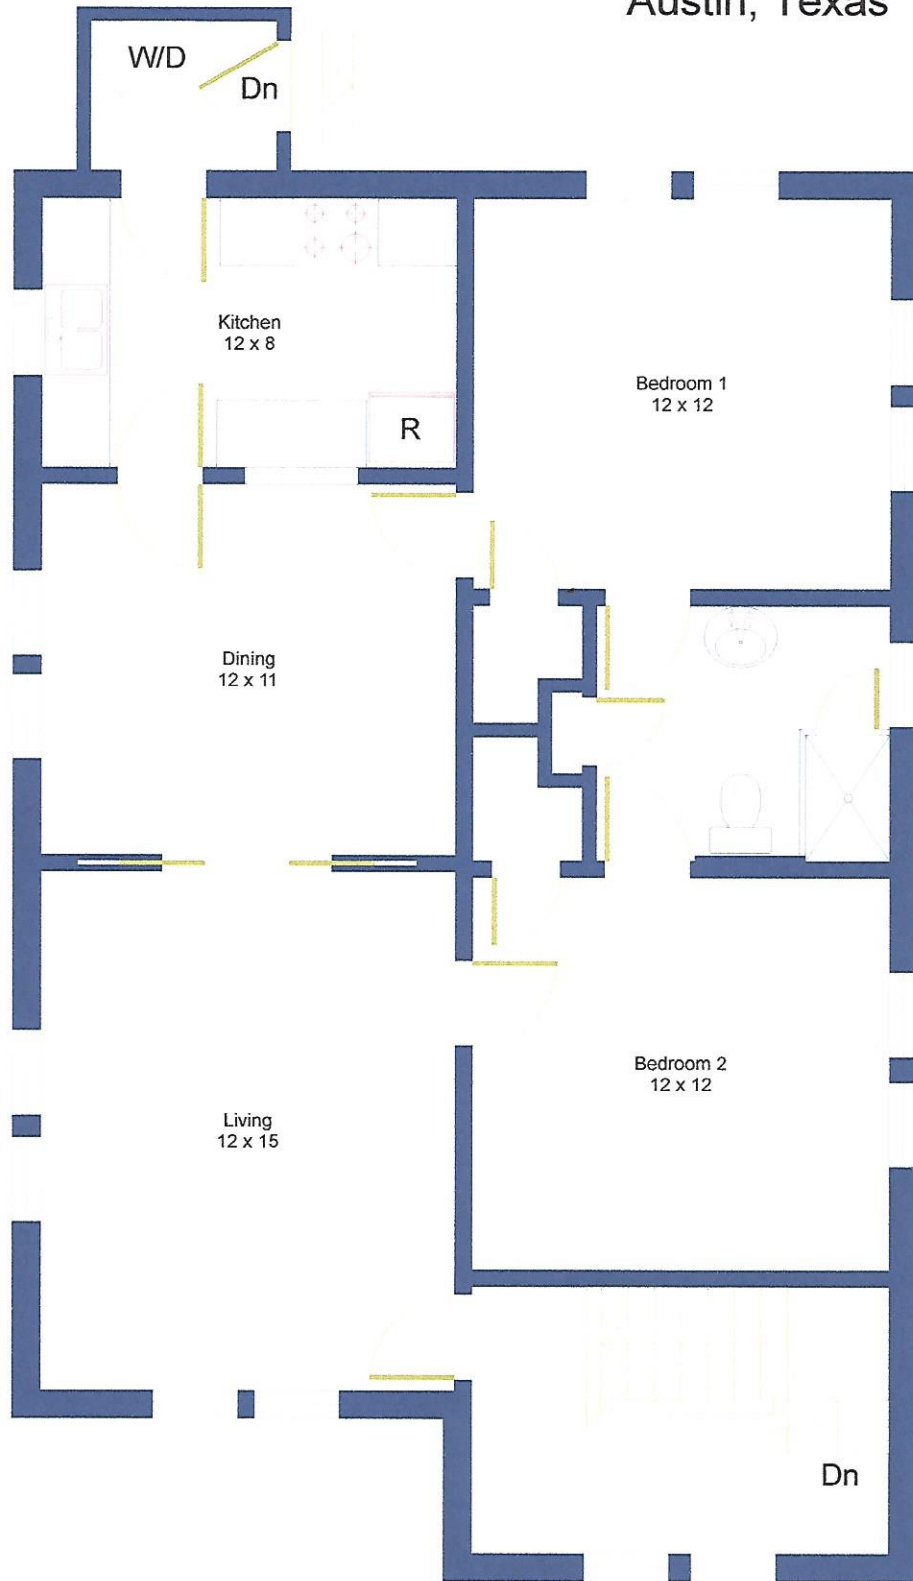 Austin, Texas
W/D
Dn
Kitchen
12 x 8
R
Bedroom 1
12 x 12
Dining
12 x 11
Bedroom 2
12 x 12
Living
12 x 15
Dn